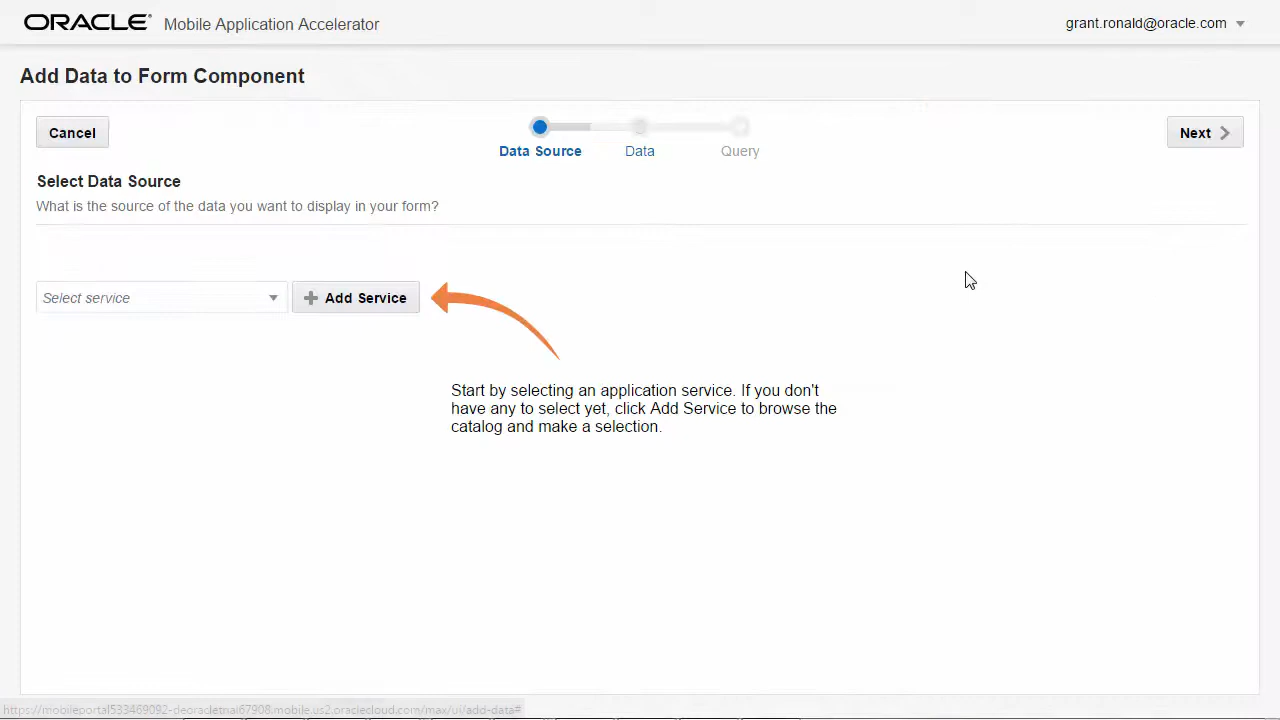 ORACLE® Mobile Application Accelerator
grant.ronald@oracle.com
Add Data to Form Component
Cancel
Next
Data Source
Data
Query
Select Data Source
What is the source of the data you want to display in your form?
Select service
Add Service
Start by selecting an application service. If you don't
have any to select yet, click Add Service to browse the
catalog and make a selection.